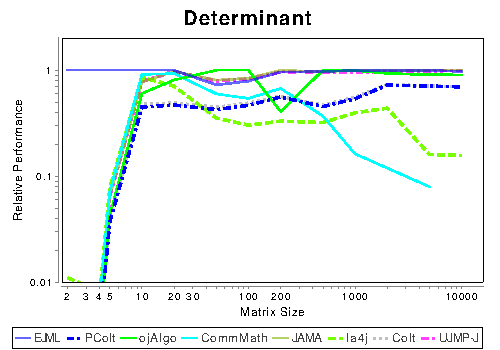 Determinant
Relative Performance
1
0.1
0.01
2 3 4 5 10 20 30 100 200 1000 10000
Matrix Size
EJML PColt ojAlgo CommMath JAMA la4j Colt UJMP-J